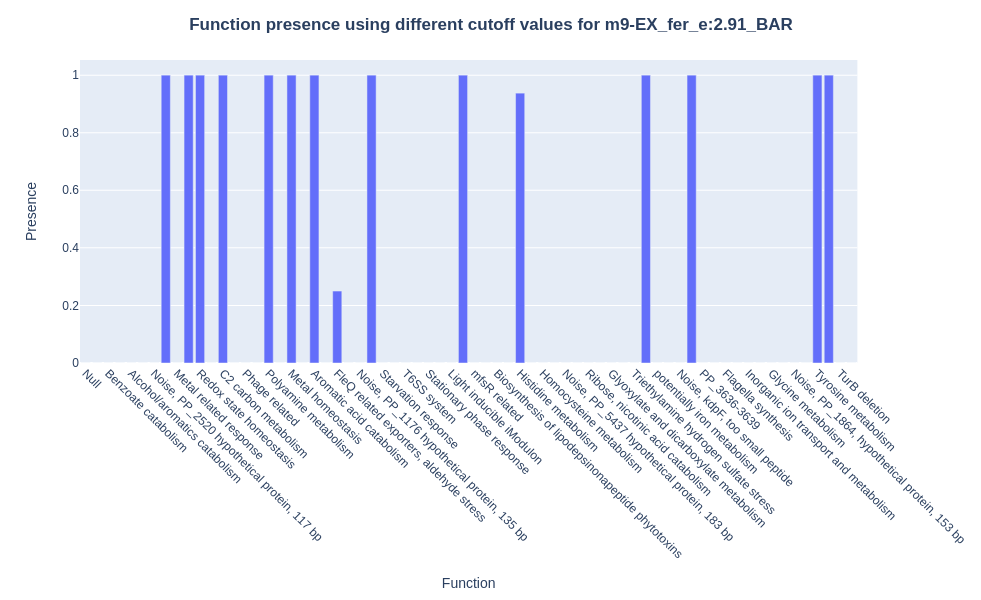 Function presence using different cutoff values for m9-EX_fer_e:2.91_BAR
Presence
1
0.8
0.6
0.4
0.2
0
Null
Benzoate catabolism
Alcohol/aromatics catabolism
Noise, PP_2520 hypothetical protein, 117 bp
Metal related response
Redox state homeostasis
C2 carbon metabolism
Phage related
Polyamine metabolism
Metal homeostasis
Aromatic acid catabolism
FleQ related exporters, aldehyde stress
Noise, PP_1176 hypothetical protein, 135 bp
Starvation response
T6SS system
Stationary phase response
Light inducible iModulon
mfsR related
Biosynthesis of lipodepsinonapeptide phytotoxins
Histidine metabolism
Homocysteine metabolism
Noise, PP_5437 hypothetical protein, 183 bp
Ribose, nicotinic acid catabolism
Glyoxylate and dicarboxylate metabolism
Triethylamine hydrogen sulfate stress
potentially iron metabolism
Noise, kdpF, too small peptide
PP_3636-3639
Flagella synthesis
Inorganic ion transport and metabolism
Glycine metabolism
Noise, PP_1864, hypothetical protein, 153 bp
Tyrosine metabolism
TurB deletion
Function